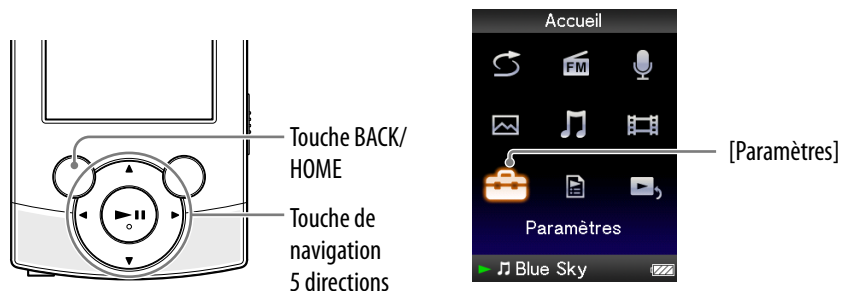 Touche BACK/
HOME
Touche de
navigation
5 directions
Accueil
FM
[Paramètres]
Paramètres
Blue Sky